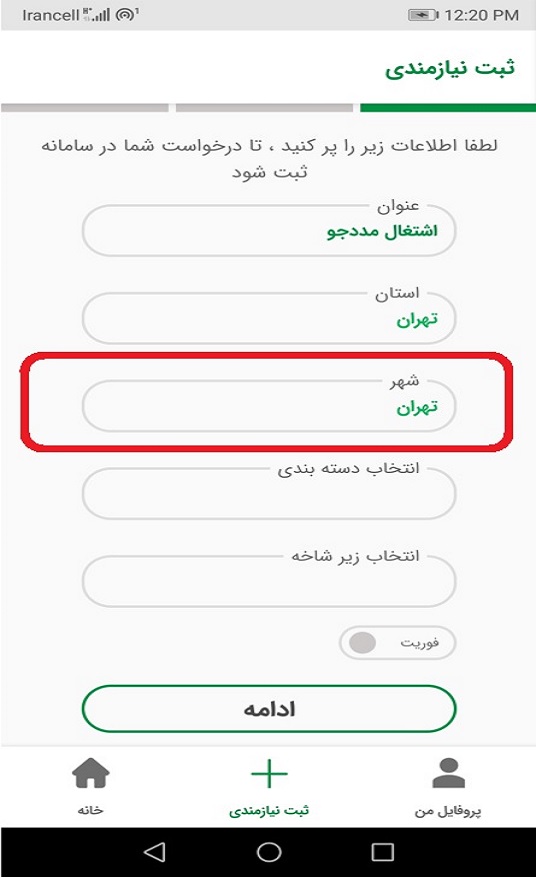 Irancell 12:20 PM
ثبت نیازمندی
لطفا اطلاعات زیر را پر کنید ، تا درخواست شما در سامانه
ثبت شود
عنوان
اشتغال مددجو
استان
تهران
شهر
تهران
انتخاب دسته بندی
انتخاب زیر شاخه
فوریت
ادامه
پروفایل من ثبت نیازمندی خانه